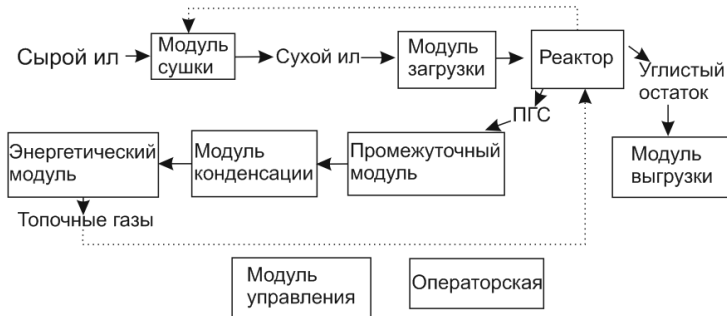 Сырой ил
Модуль
сушки
Сухой ил
Модуль
загрузки
Реактор
Углистый
остаток
ПГС
Энергетический
модуль
Модуль
конденсации
Промежуточный
модуль
Модуль
выгрузки
Топочные газы
Модуль
управления
Операторская